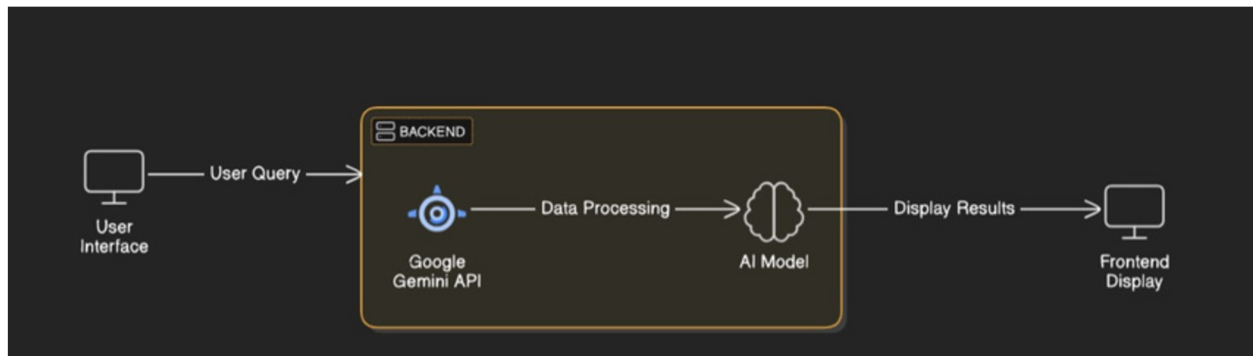 BACKEND
User Query
User
Interface
Data Processing
Google
Gemini API
AI Model
Display Results
Frontend
Display